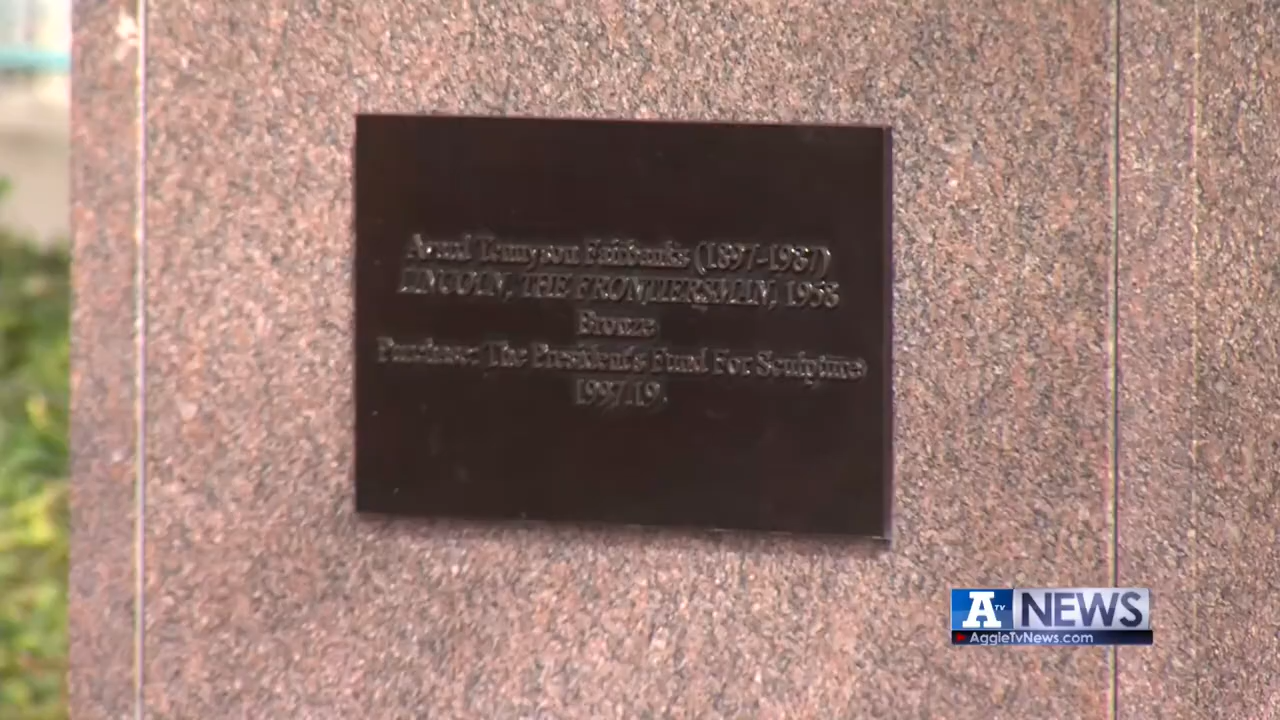 Avard Tennyson Fairbanks (1897-1987)
LINCOLN, THE FRONTIERSMAN, 1958
Bronze
Purchase: The President's Fund For Sculpture
1997.19
A TV NEWS
AggieTvNews.com